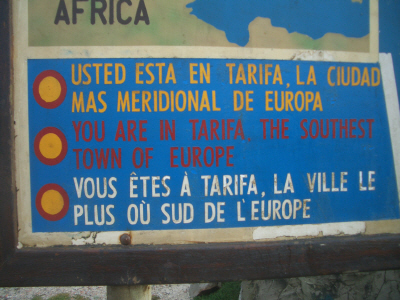 AFRICA
USTED ESTA EN TARIFA, LA CIUDAD
MAS MERIDIONAL DE EUROPA
YOU ARE IN TARIFA, THE SOUTHEST
TOWN OF EUROPE
VOUS ÊTES À TARIFA, LA VILLE LE
PLUS OÙ SUD DE L'EUROPE